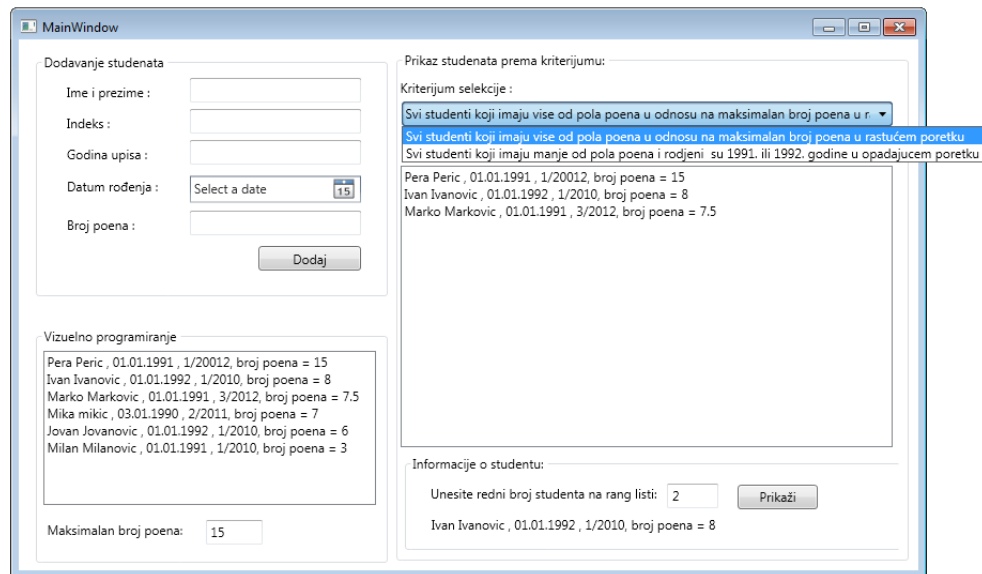 MainWindow
Dodavanje studenata
Ime i prezime :
Indeks :
Godina upisa :
Datum rođenja :
Select a date
15
Broj poena :
Dodaj
Vizuelno programiranje
Pera Peric , 01.01.1991 , 1/20012, broj poena = 15
Ivan Ivanovic , 01.01.1992 , 1/2010, broj poena = 8
Marko Markovic , 01.01.1991 , 3/2012, broj poena = 7.5
Mika mikic , 03.01.1990 , 2/2011, broj poena = 7
Jovan Jovanovic , 01.01.1992 , 1/2010, broj poena = 6
Milan Milanovic , 01.01.1991 , 1/2010, broj poena = 3
Maksimalan broj poena: 15
Prikaz studenata prema kriterijumu:
Kriterijum selekcije :
Svi studenti koji imaju vise od pola poena u odnosu na maksimalan broj poena u r
Svi studenti koji imaju vise od pola poena u odnosu na maksimalan broj poena u rastućem poretku
Svi studenti koji imaju manje od pola poena i rodjeni su 1991. ili 1992. godine u opadajucem poretku
Pera Peric , 01.01.1991 , 1/20012, broj poena = 15
Ivan Ivanovic , 01.01.1992 , 1/2010, broj poena = 8
Marko Markovic , 01.01.1991 , 3/2012, broj poena = 7.5
Informacije o studentu:
Unesite redni broj studenta na rang listi: 2 Prikaži
Ivan Ivanovic , 01.01.1992 , 1/2010, broj poena = 8